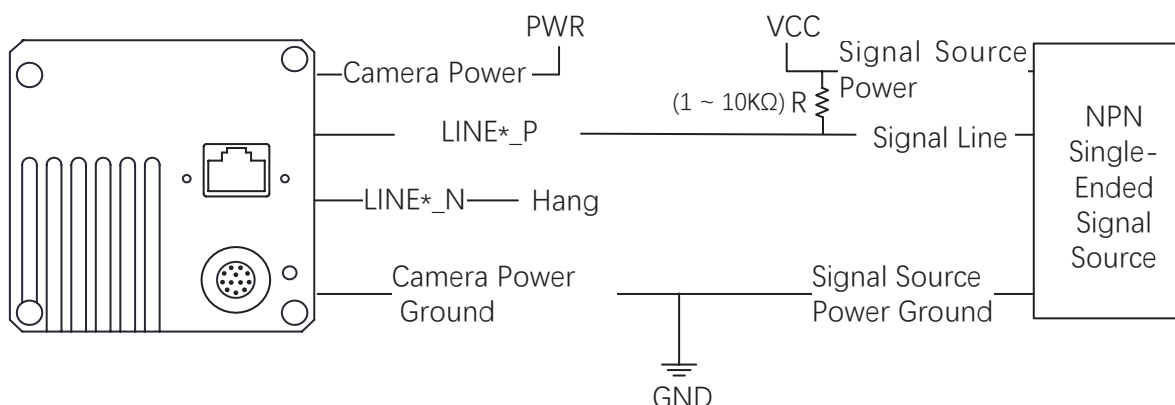 PWR
VCC
Camera Power
Signal Source
Power
(1 ~ 10KΩ) R
LINE*_P
Signal Line
LINE*_N
Hang
NPN
Single-
Ended
Signal
Source
Camera Power
Ground
Signal Source
Power Ground
GND